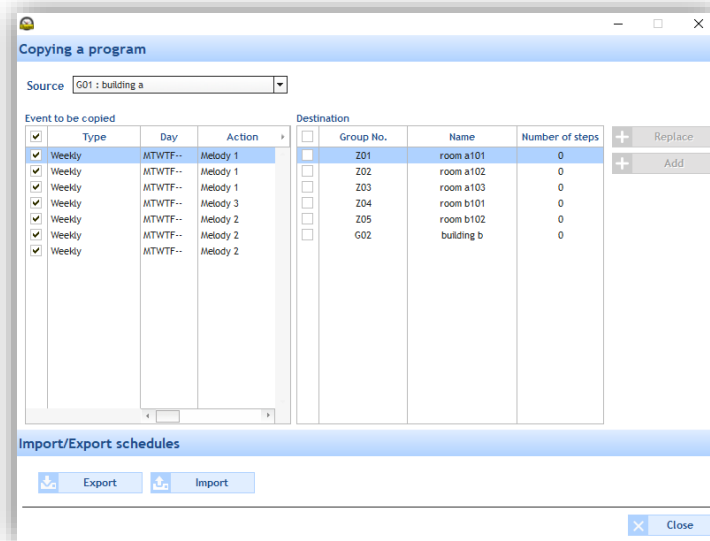 Copying a program
Source G01 : building a
Event to be copied Destination
Type Day Action Group No. Name Number of steps Replace
Weekly MTWTF-- Melody 1 Z01 room a101 0 Add
Weekly MTWTF-- Melody 1 Z02 room a102 0
Weekly MTWTF-- Melody 1 Z03 room a103 0
Weekly MTWTF-- Melody 3 Z04 room b101 0
Weekly MTWTF-- Melody 2 Z05 room b102 0
Weekly MTWTF-- Melody 2 G02 building b 0
Weekly MTWTF-- Melody 2
Import/Export schedules
Export Import
Close